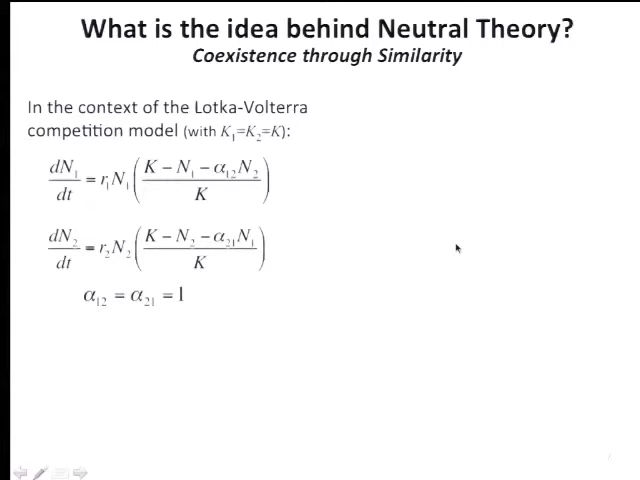 What is the idea behind Neutral Theory?
Coexistence through Similarity
In the context of the Lotka-Volterra
competition model (with K₁=K₂=K):
dN₁/dt = r₁N₁((K − N₁ − α₁₂N₂)/K)
dN₂/dt = r₂N₂((K − N₂ − α₂₁N₁)/K)
α₁₂ = α₂₁ = 1